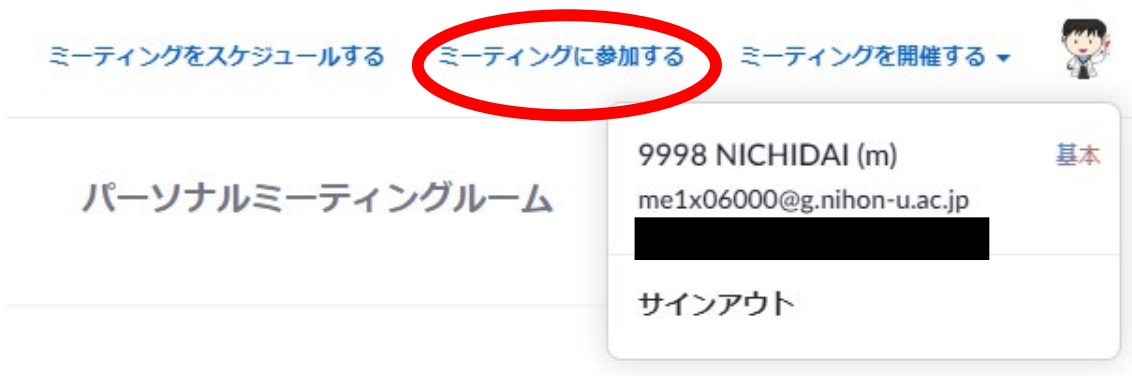 ミーティングをスケジュールする ミーティングに参加する ミーティングを開催する
9998 NICHIDAI (m) 基本
パーソナルミーティングルーム
me1x06000@g.nihon-u.ac.jp
サインアウト